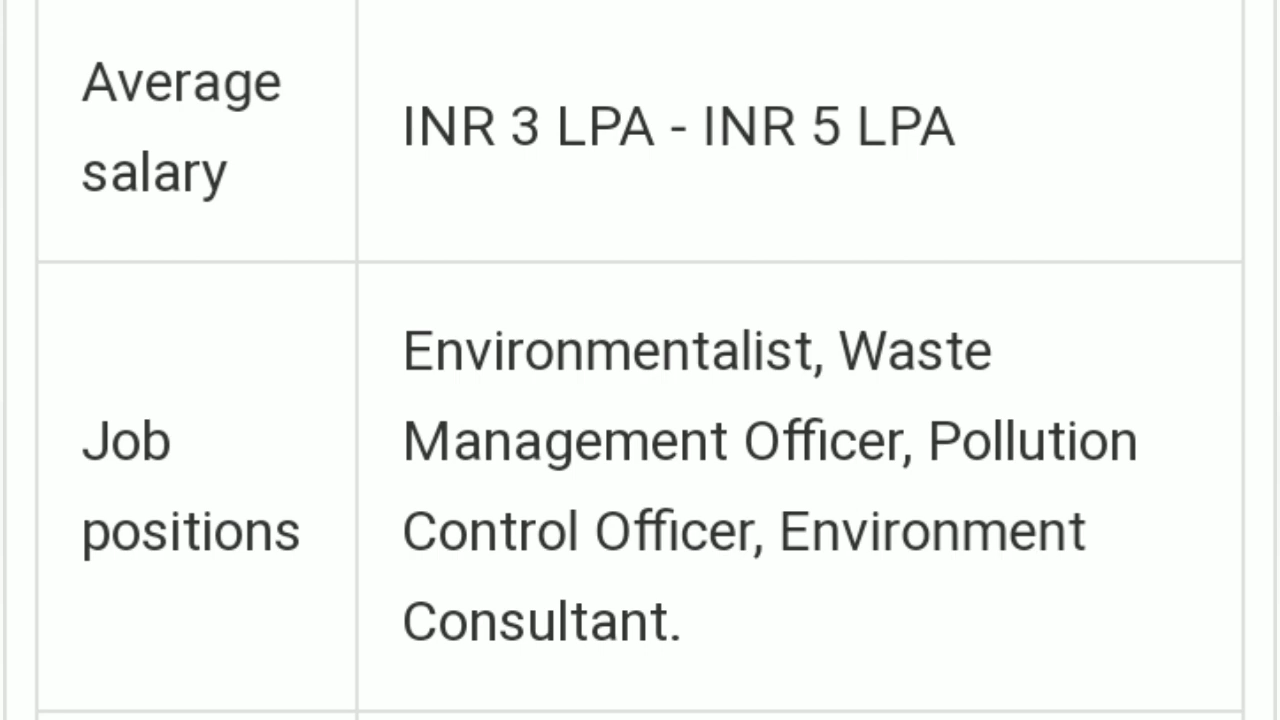 Average
salary
INR 3 LPA - INR 5 LPA
Job
positions
Environmentalist, Waste
Management Officer, Pollution
Control Officer, Environment
Consultant.